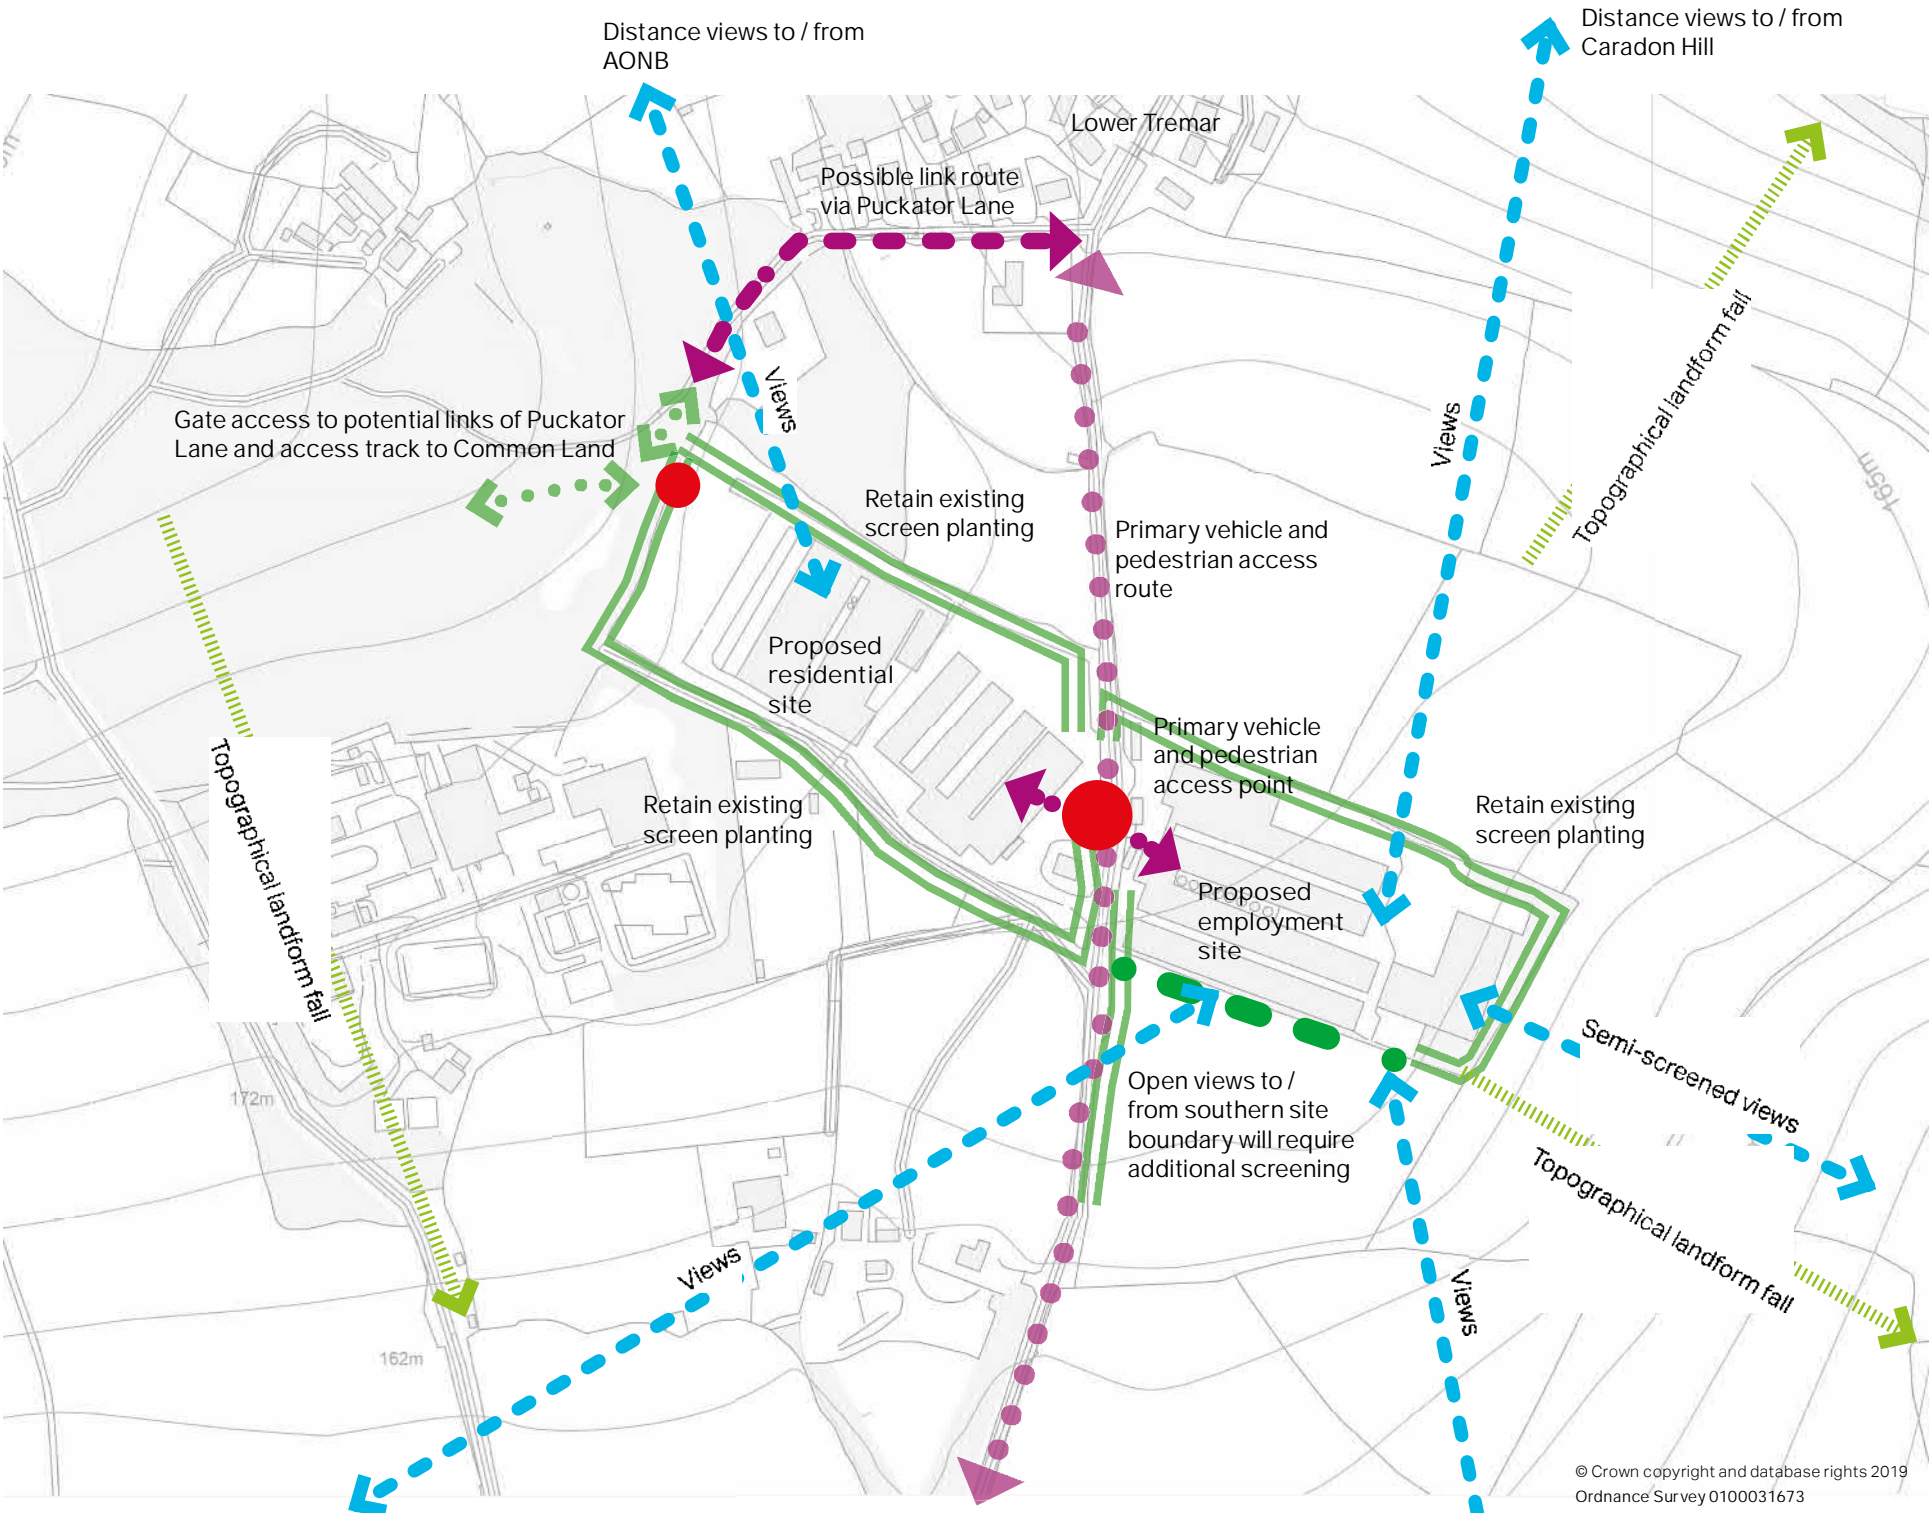 Distance views to / from
AONB
Distance views to / from
Caradon Hill
Lower Tremar
Possible link route
via Puckator Lane
Views
Gate access to potential links of Puckator
Lane and access track to Common Land
Retain existing
screen planting
Primary vehicle and
pedestrian access
route
Views
Topographical landform fall
165m
Proposed
residential
site
Primary vehicle
and pedestrian
access point
Retain existing
screen planting
Retain existing
screen planting
Topographical landform fall
Proposed
employment
site
Open views to /
from southern site
boundary will require
additional screening
Semi-screened views
Topographical landform fall
172m
Views
Views
162m
© Crown copyright and database rights 2019
Ordnance Survey 0100031673